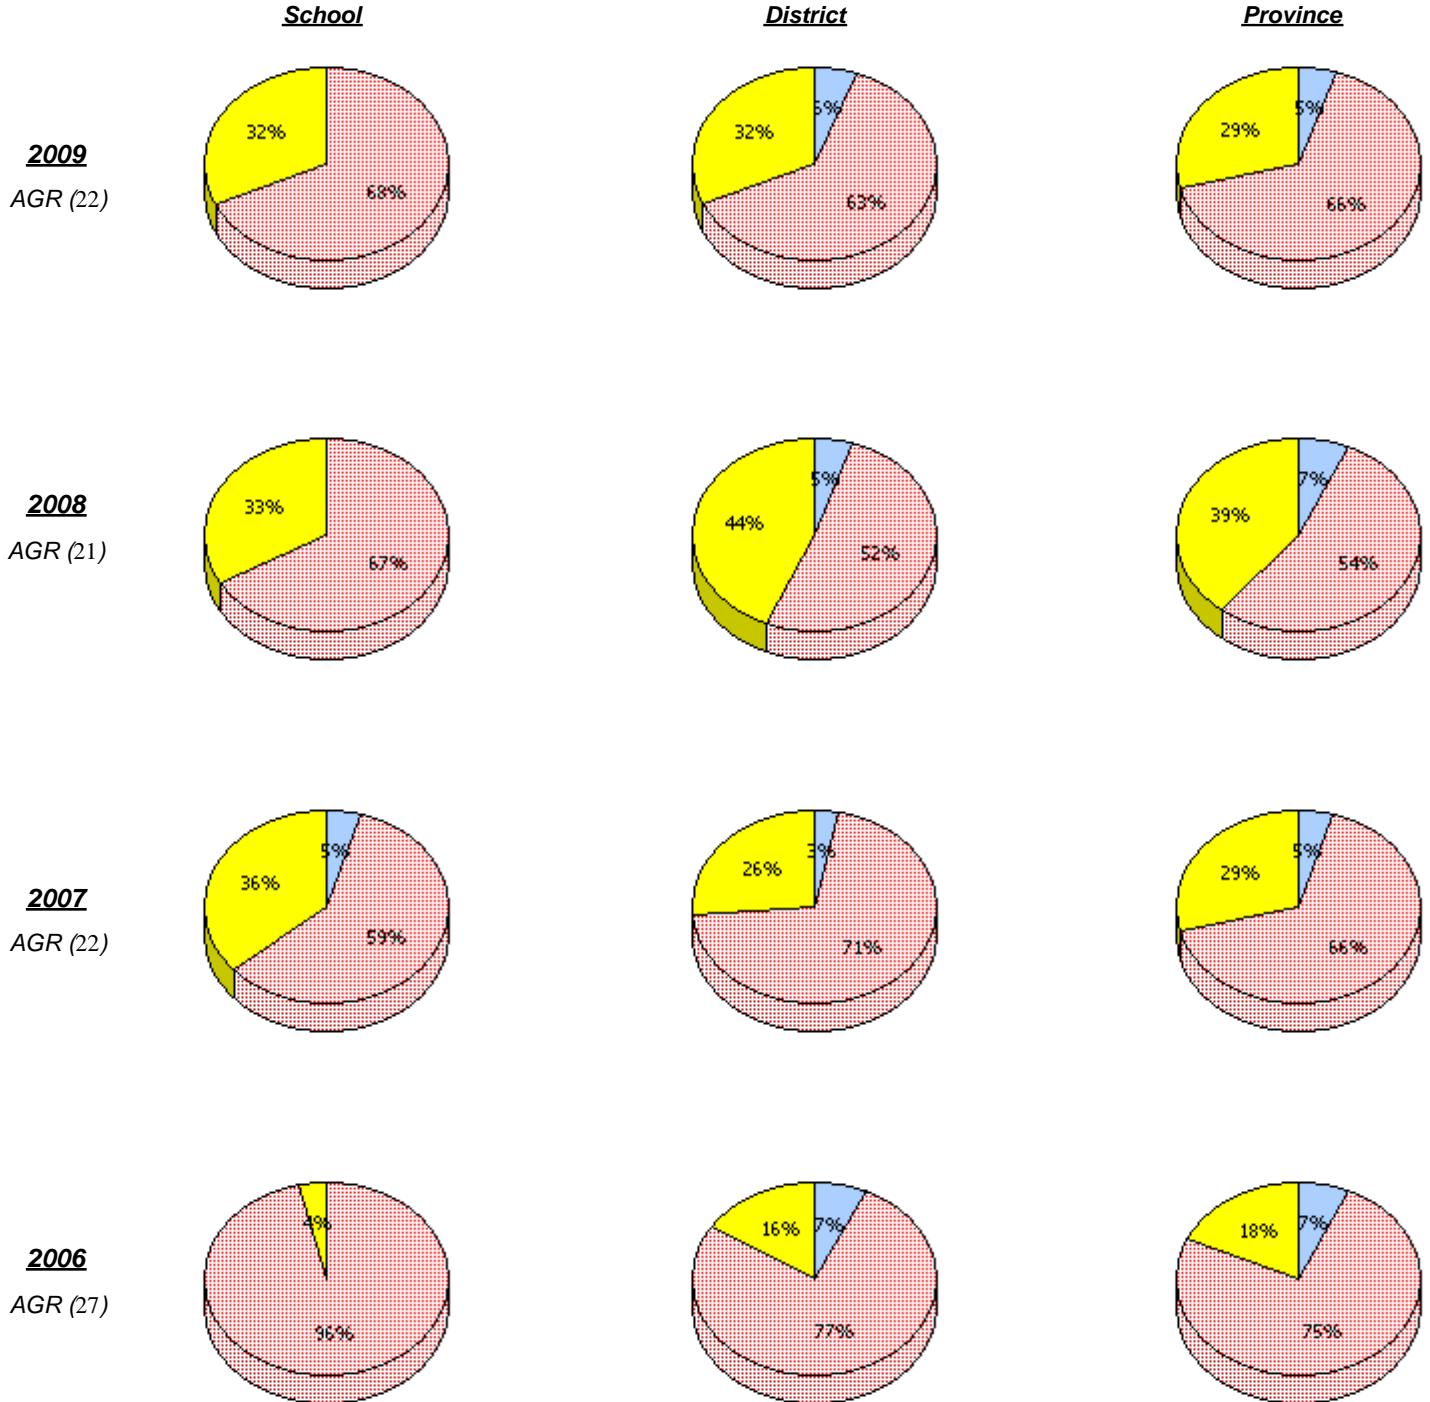 School District Province
32% 68% 32% 5% 63% 29% 5% 66%
2009
AGR (22)
33% 67% 44% 5% 52% 39% 7% 54%
2008
AGR (21)
36% 5% 59% 26% 3% 71% 29% 5% 66%
2007
AGR (22)
4% 96% 16% 7% 77% 18% 7% 75%
2006
AGR (27)